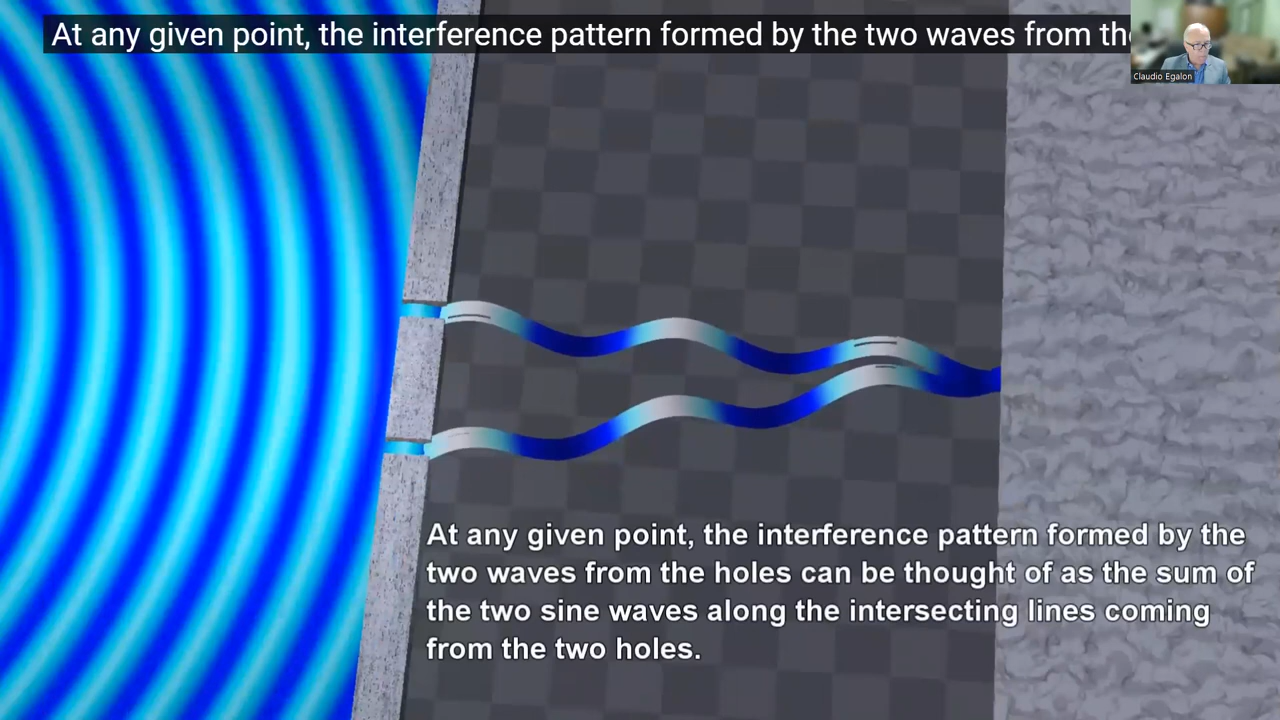 At any given point, the interference pattern formed by the two waves from the
Claudio Egalon
At any given point, the interference pattern formed by the
two waves from the holes can be thought of as the sum of
the two sine waves along the intersecting lines coming
from the two holes.